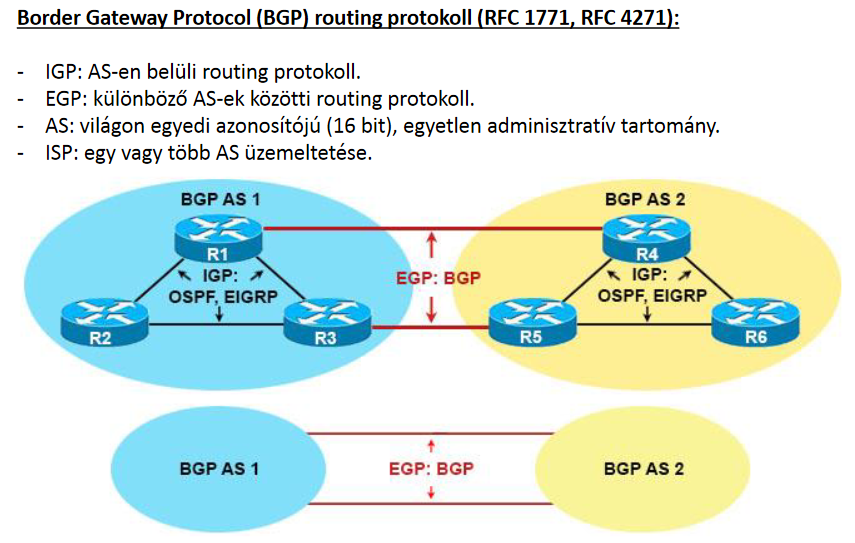 Border Gateway Protocol (BGP) routing protokoll (RFC 1771, RFC 4271):
- IGP: AS-en belüli routing protokoll.
- EGP: különböző AS-ek közötti routing protokoll.
- AS: világon egyedi azonosítójú (16 bit), egyetlen adminisztratív tartomány.
- ISP: egy vagy több AS üzemeltetése.
BGP AS 1
R1
IGP:
OSPF, EIGRP
R2
R3
EGP: BGP
BGP AS 2
R4
IGP:
OSPF, EIGRP
R5
R6
BGP AS 1
EGP: BGP
BGP AS 2